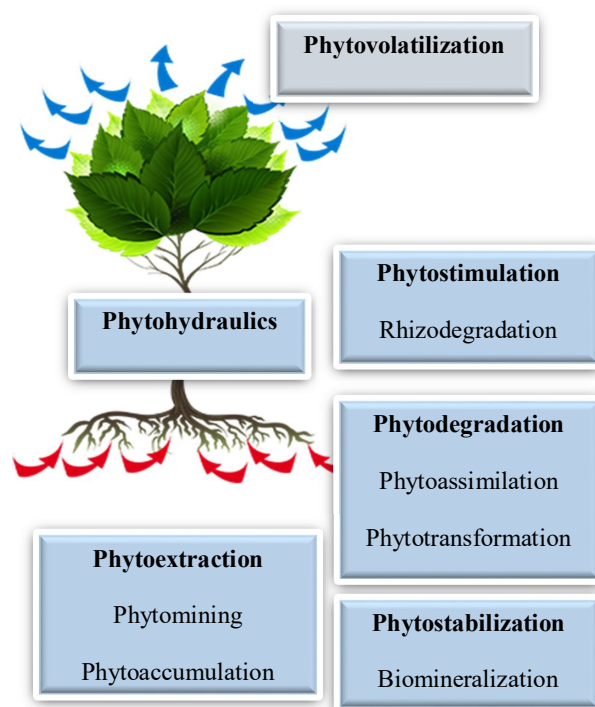 Phytovolatilization
Phytostimulation
Rhizodegradation
Phytohydraulics
Phytodegradation
Phytoassimilation
Phytotransformation
Phytoextraction
Phytomining
Phytoaccumulation
Phytostabilization
Biomineralization